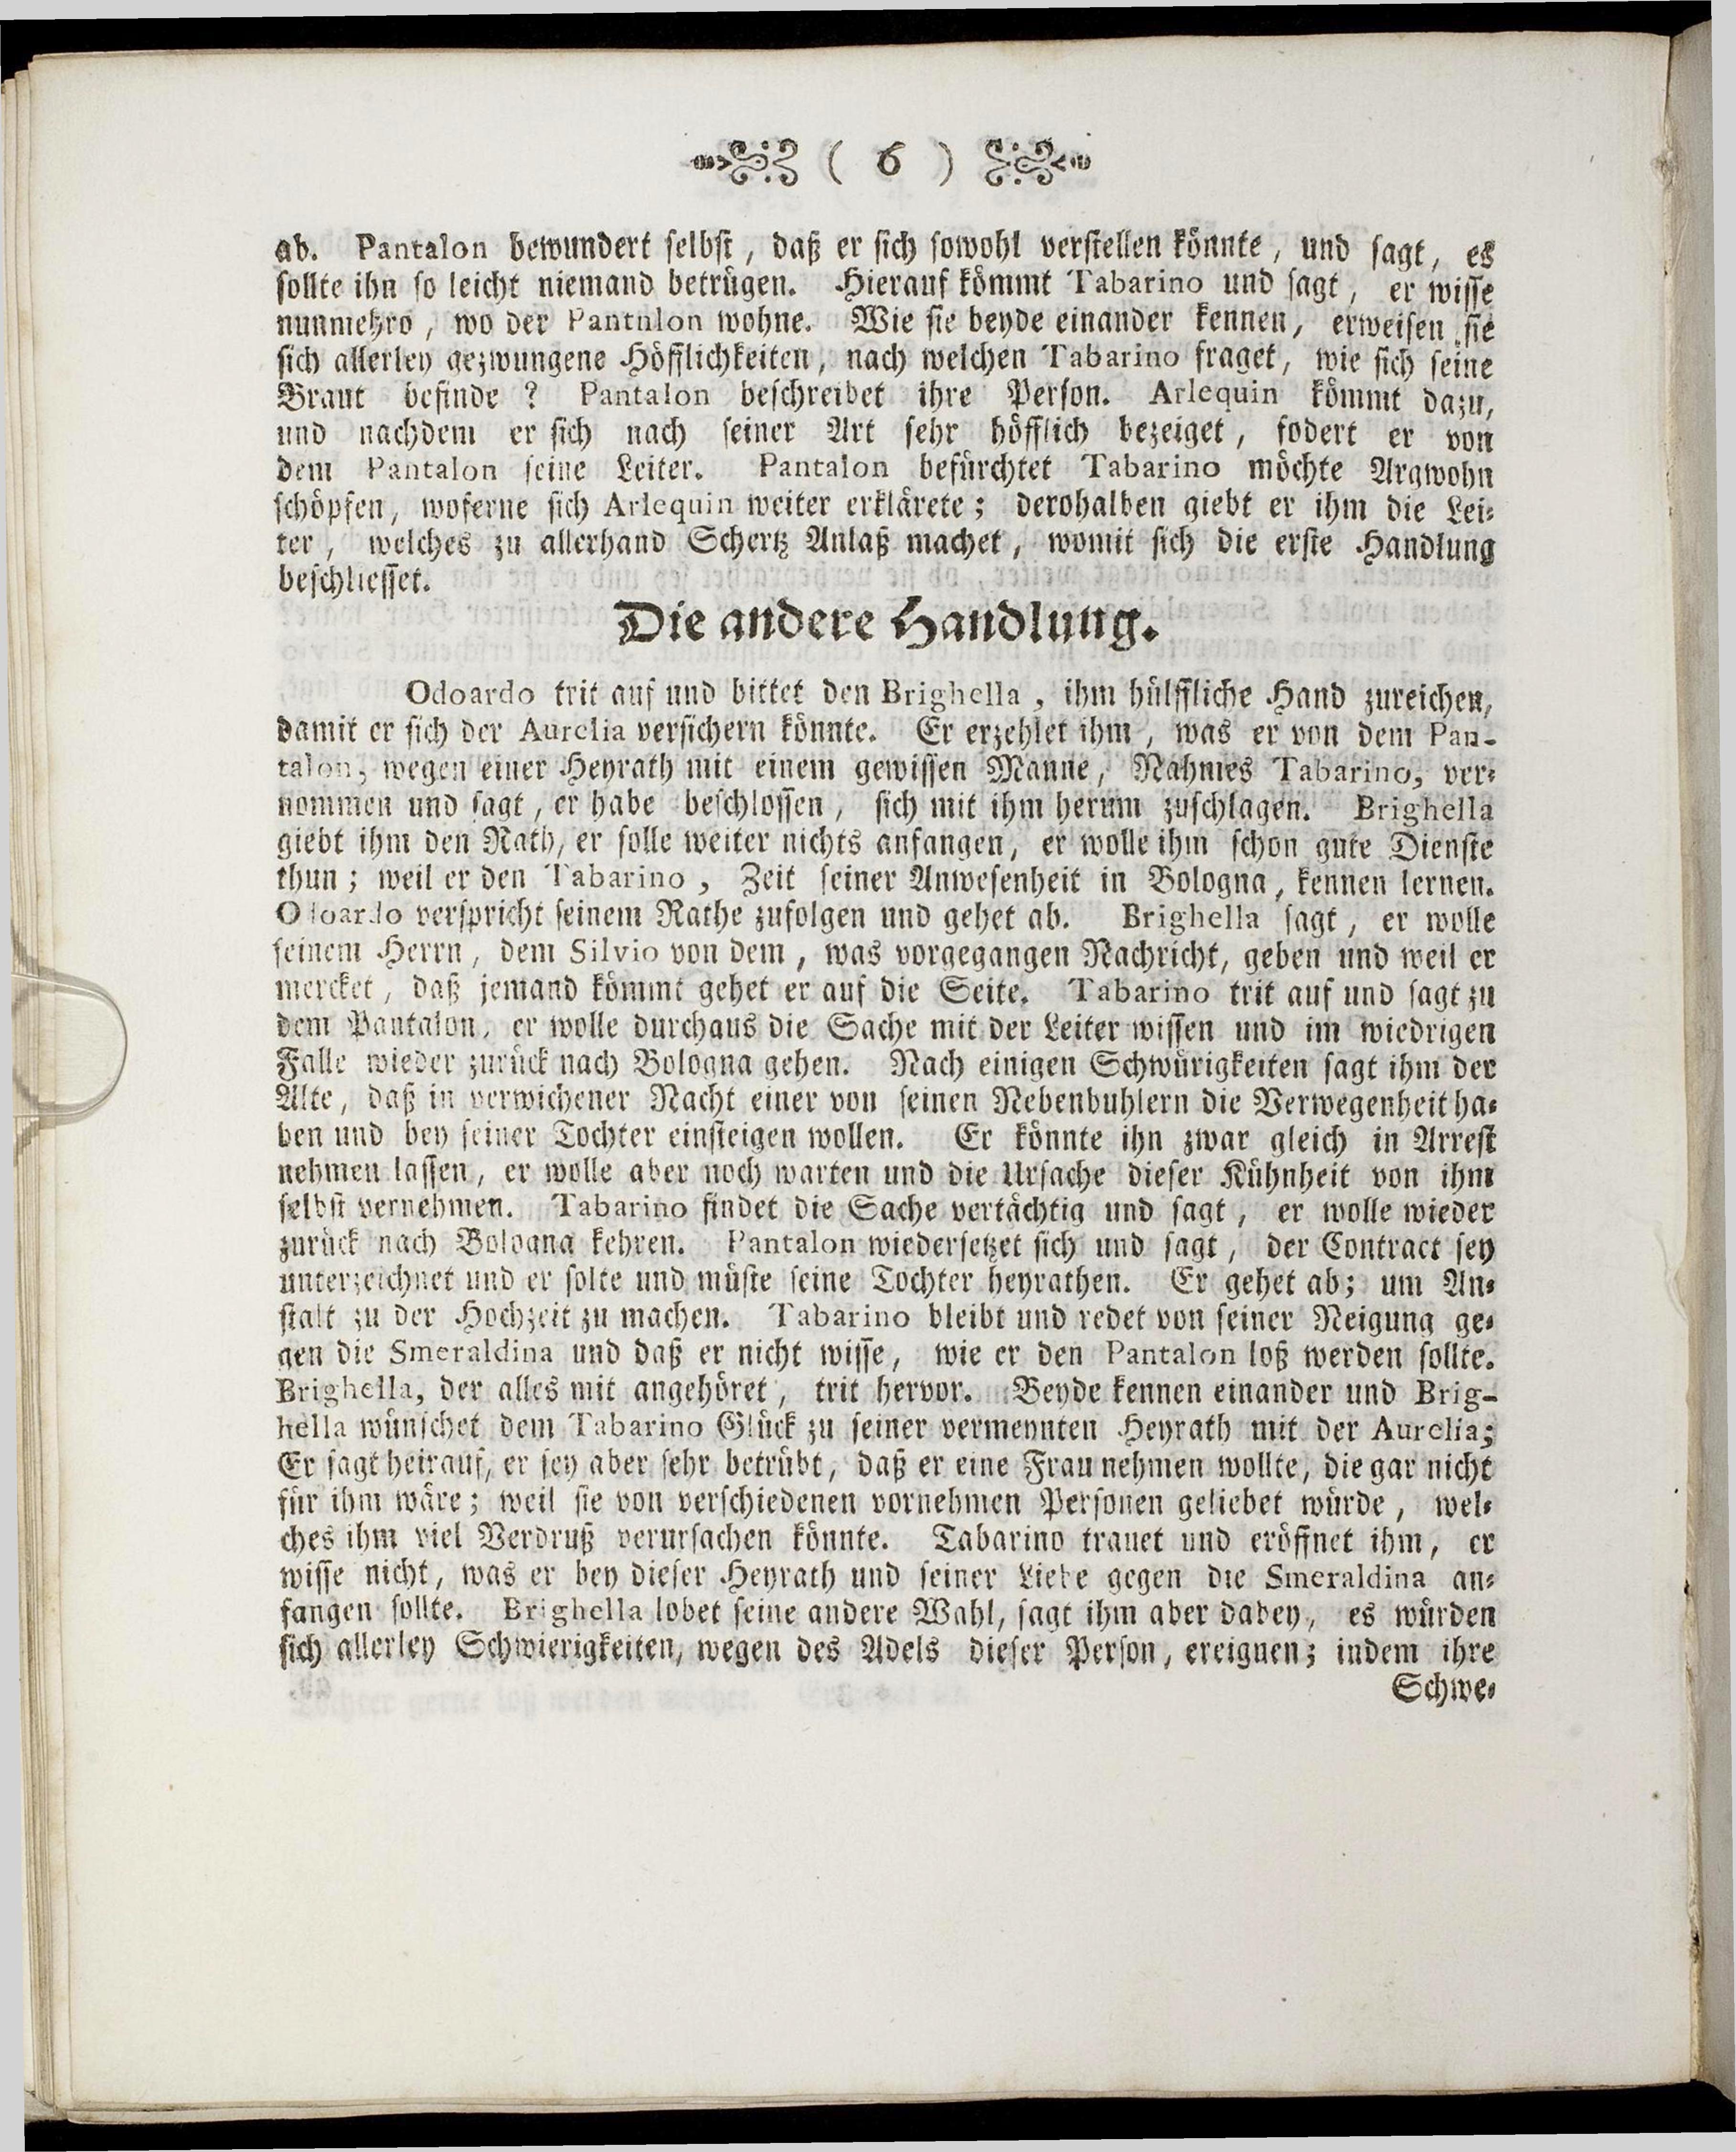 ( 6 )
ab. Pantalon bewundert selbst, daß er sich sowohl verstellen könnte, und sagt, es
sollte ihn so leicht niemand betrügen. Hierauf kömmt Tabarino und sagt, er wisse
nunmehro, wo der Pantnlon wohne. Wie sie beyde einander kennen, erweisen sie
sich allerley gezwungene Höfflichkeiten, nach welchen Tabarino fraget, wie sich seine
Braut befinde ? Pantalon beschreibet ihre Person. Arlequin kömmt dazu,
und nachdem er sich nach seiner Art sehr höfflich bezeiget, fodert er von
dem Pantalon seine Leiter. Pantalon befürchtet Tabarino möchte Argwohn
schöpfen, woferne sich Arlequin weiter erklärete; derohalben giebt er ihm die Lei-
ter, welches zu allerhand Schertz Anlaß machet, womit sich die erste Handlung
beschliesset.
Die andere Handlung.
Odoardo trit auf und bittet den Brighella, ihm hülffliche Hand zureichen,
damit er sich der Aurelia versichern könnte. Er erzehlet ihm, was er von dem Pan-
talon, wegen einer Heyrath mit einem gewissen Manne, Nahmes Tabarino, ver-
nommen und sagt, er habe beschlossen, sich mit ihm herum zuschlagen. Brighella
giebt ihm den Rath, er solle weiter nichts anfangen, er wolle ihm schon gute Dienste
thun; weil er den Tabarino, Zeit seiner Anwesenheit in Bologna, kennen lernen.
Odoardo verspricht seinem Rathe zufolgen und gehet ab. Brighella sagt, er wolle
seinem Herrn, dem Silvio von dem, was vorgegangen Nachricht, geben und weil er
mercket, daß jemand kömmt gehet er auf die Seite. Tabarino trit auf und sagt zu
dem Pantalon, er wolle durchaus die Sache mit der Leiter wissen und im wiedrigen
Falle wieder zurück nach Bologna gehen. Nach einigen Schwürigkeiten sagt ihm der
Alte, daß in verwichener Nacht einer von seinen Nebenbuhlern die Verwegenheit ha-
ben und bey seiner Tochter einsteigen wollen. Er könnte ihn zwar gleich in Arrest
nehmen lassen, er wolle aber noch warten und die Ursache dieser Kühnheit von ihm
selbst vernehmen. Tabarino findet die Sache vertächtig und sagt, er wolle wieder
zurück nach Bologna kehren. Pantalon wiedersetzet sich und sagt, der Contract sey
unterzeichnet und er solte und müste seine Tochter heyrathen. Er gehet ab; um An-
stalt zu der Hochzeit zu machen. Tabarino bleibt und redet von seiner Neigung ge-
gen die Smeraldina und daß er nicht wisse, wie er den Pantalon loß werden sollte.
Brighella, der alles mit angehöret, trit hervor. Beyde kennen einander und Brig-
hella wünschet dem Tabarino Glück zu seiner vermeynten Heyrath mit der Aurelia;
Er sagt heirauf, er sey aber sehr betrübt, daß er eine Frau nehmen wollte, die gar nicht
für ihm wäre; weil sie von verschiedenen vornehmen Personen geliebet würde, wel-
ches ihm viel Verdruß verursachen könnte. Tabarino trauet und eröffnet ihm, er
wisse nicht, was er bey dieser Heyrath und seiner Liebe gegen die Smeraldina an-
fangen sollte. Brighella lobet seine andere Wahl, sagt ihm aber dabey, es würden
sich allerley Schwierigkeiten, wegen des Adels dieser Person, ereignen; indem ihre
Schwe-